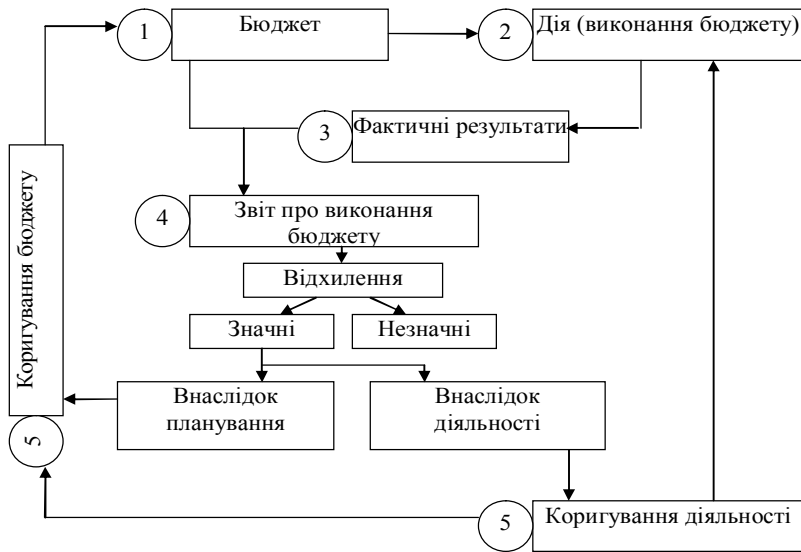 1
Бюджет
2
Дія (виконання бюджету)
3
Фактичні результати
4
Звіт про виконання
бюджету
Відхилення
Значні
Незначні
Внаслідок
планування
Внаслідок
діяльності
Коригування бюджету
5
5
Коригування діяльності